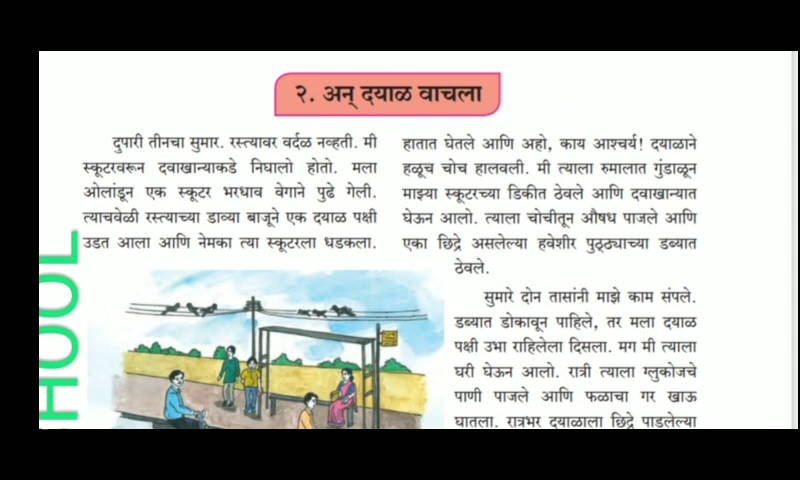 २. अन् दयाळ वाचला
दुपारी तीनचा सुमार. रस्त्यावर वर्दळ नव्हती. मी
स्कूटरवरून दवाखान्याकडे निघालो होतो. मला
ओलांडून एक स्कूटर भरधाव वेगाने पुढे गेली.
त्याचवेळी रस्त्याच्या डाव्या बाजूने एक दयाळ पक्षी
उडत आला आणि नेमका त्या स्कूटरला धडकला.
हातात घेतले आणि अहो, काय आश्चर्य! दयाळाने
हळूच चोच हालवली. मी त्याला रुमालात गुंडाळून
माझ्या स्कूटरच्या डिकीत ठेवले आणि दवाखान्यात
घेऊन आलो. त्याला चोचीतून औषध पाजले आणि
एका छिद्रे असलेल्या हवेशीर पुठ्ठ्याच्या डब्यात
ठेवले.
सुमारे दोन तासांनी माझे काम संपले.
डब्यात डोकावून पाहिले, तर मला दयाळ
पक्षी उभा राहिलेला दिसला. मग मी त्याला
घरी घेऊन आलो. रात्री त्याला ग्लुकोजचे
पाणी पाजले आणि फळाचा गर खाऊ
घातला. रात्रभर दयाळाला छिद्रे पाडलेल्या
HOOL